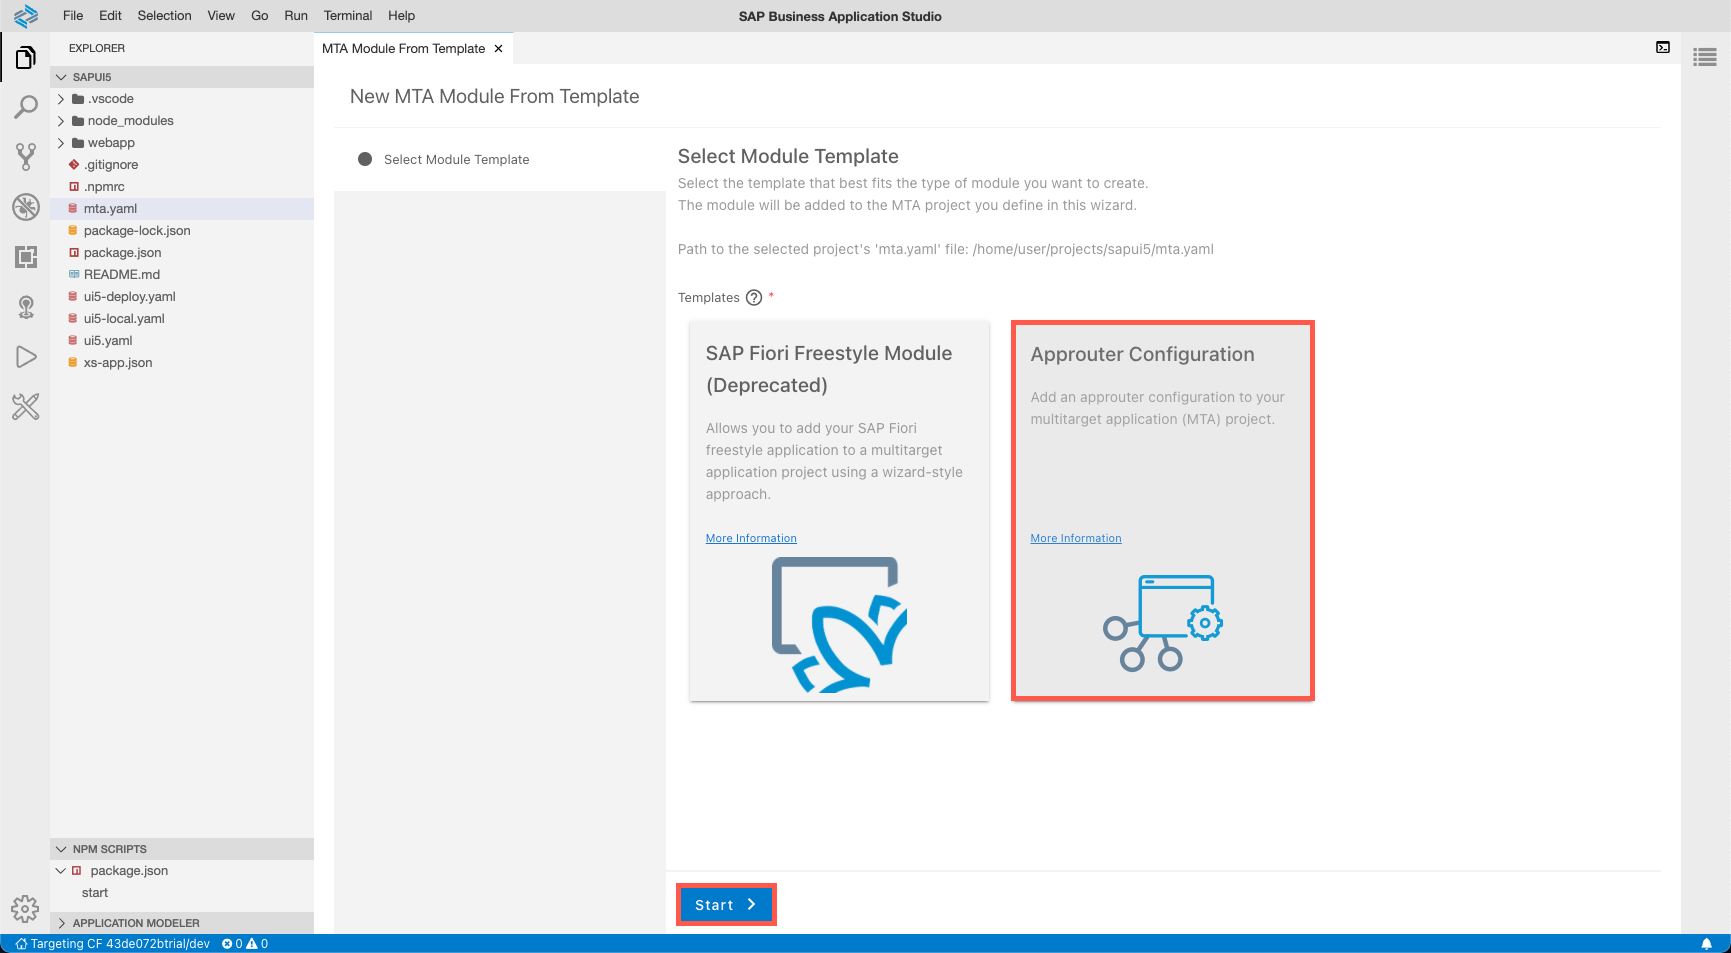 File Edit Selection View Go Run Terminal Help
SAP Business Application Studio
EXPLORER
SAPUI5
.vscode
node_modules
webapp
.gitignore
.npmrc
mta.yaml
package-lock.json
package.json
README.md
ui5-deploy.yaml
ui5-local.yaml
ui5.yaml
xs-app.json
NPM SCRIPTS
package.json
start
APPLICATION MODELER
MTA Module From Template
New MTA Module From Template
Select Module Template
Select Module Template
Select the template that best fits the type of module you want to create.
The module will be added to the MTA project you define in this wizard.
Path to the selected project's 'mta.yaml' file: /home/user/projects/sapui5/mta.yaml
Templates ? *
SAP Fiori Freestyle Module
(Deprecated)
Allows you to add your SAP Fiori
freestyle application to a multitarget
application project using a wizard-style
approach.
More Information
Approuter Configuration
Add an approuter configuration to your
multitarget application (MTA) project.
More Information
Start
Targeting CF 43de072btrial/dev 0 0